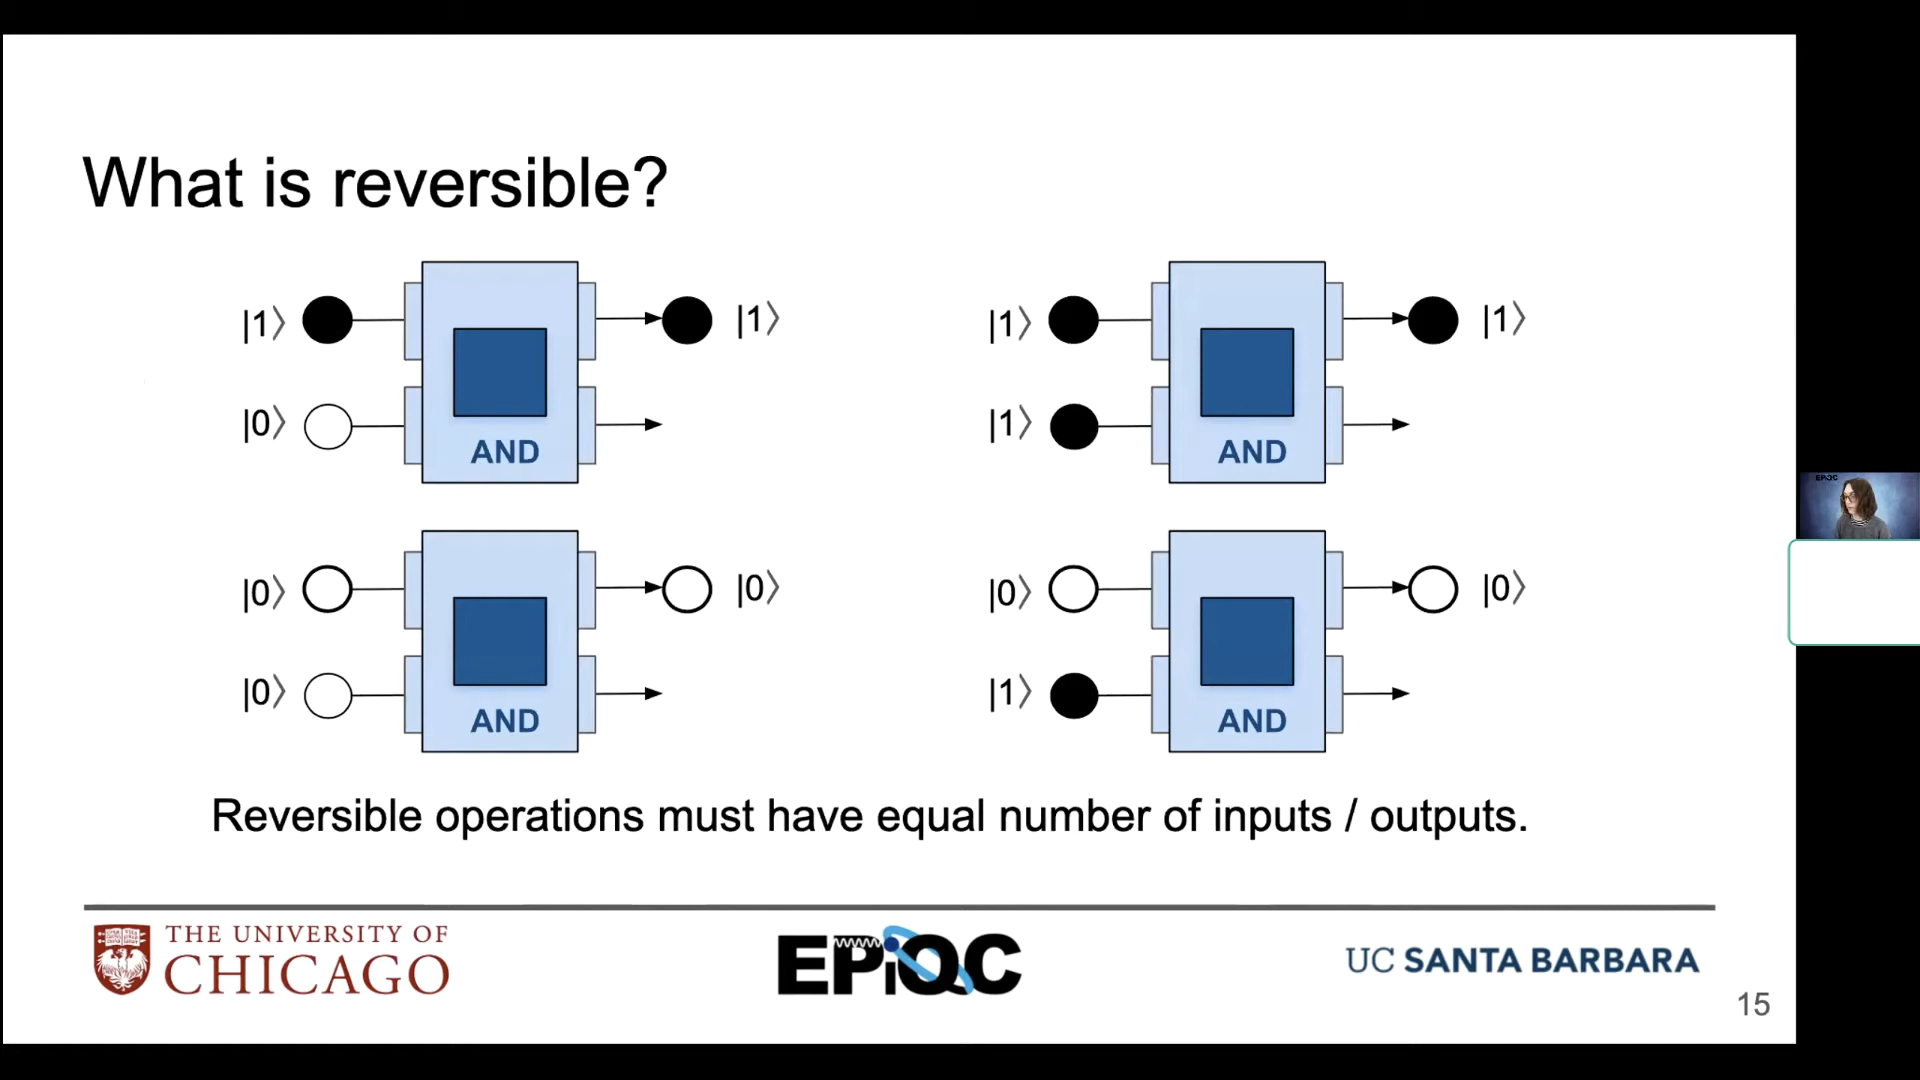 What is reversible?
|1⟩ |1⟩ |1⟩ |1⟩
|0⟩ |1⟩
AND AND
|0⟩ |0⟩ |0⟩ |0⟩
|0⟩ |1⟩
AND AND
Reversible operations must have equal number of inputs / outputs.
THE UNIVERSITY OF
CHICAGO
EPiQC
UC SANTA BARBARA
15
EPiQC